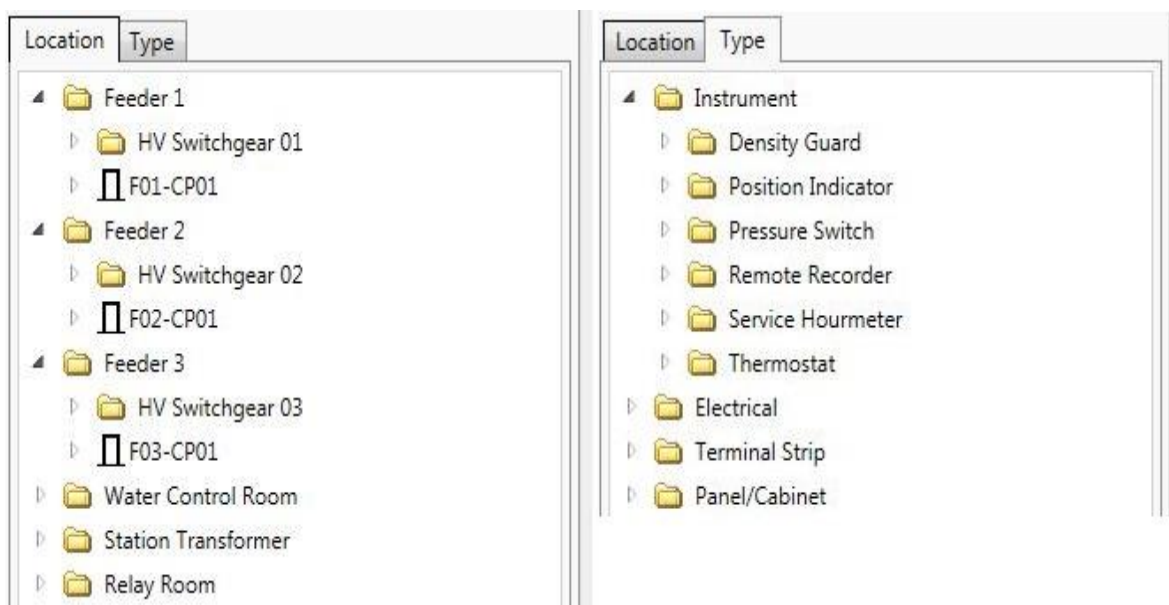 Location Type
Feeder 1
HV Switchgear 01
F01-CP01
Feeder 2
HV Switchgear 02
F02-CP01
Feeder 3
HV Switchgear 03
F03-CP01
Water Control Room
Station Transformer
Relay Room
Location Type
Instrument
Density Guard
Position Indicator
Pressure Switch
Remote Recorder
Service Hourmeter
Thermostat
Electrical
Terminal Strip
Panel/Cabinet